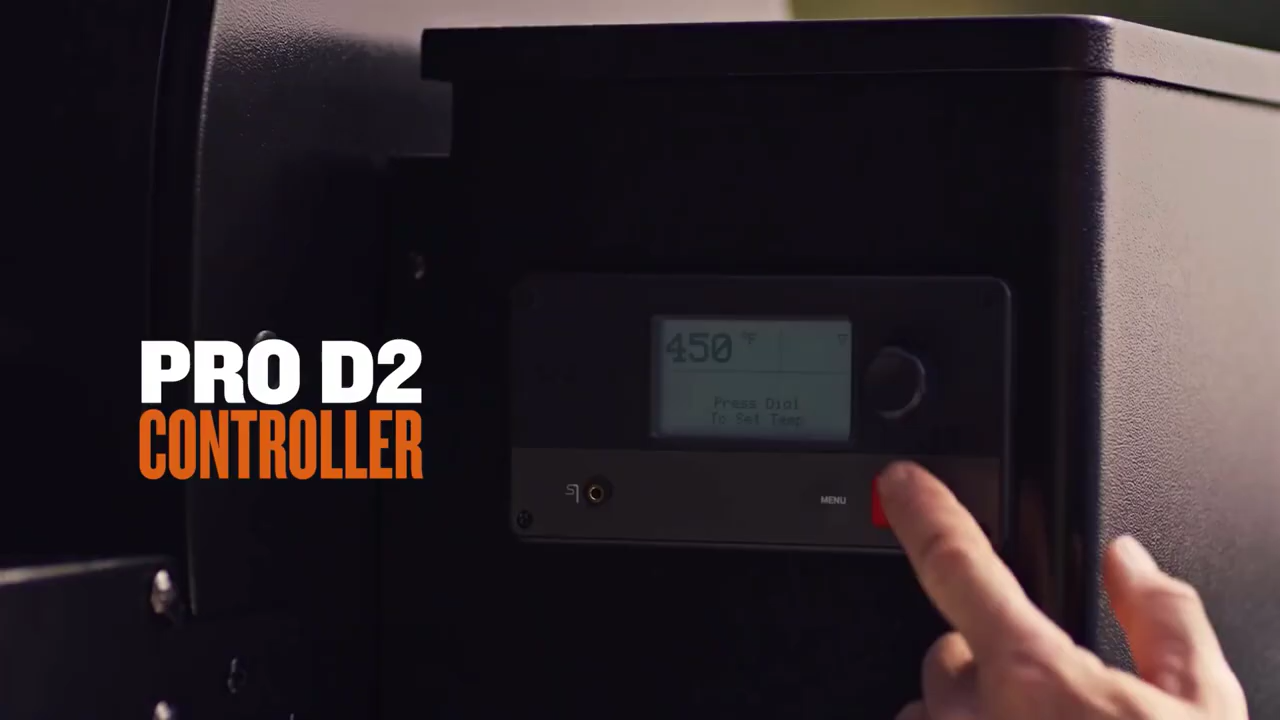 PRO D2
CONTROLLER
450 °F
Press Dial
To Set Temp
MENU